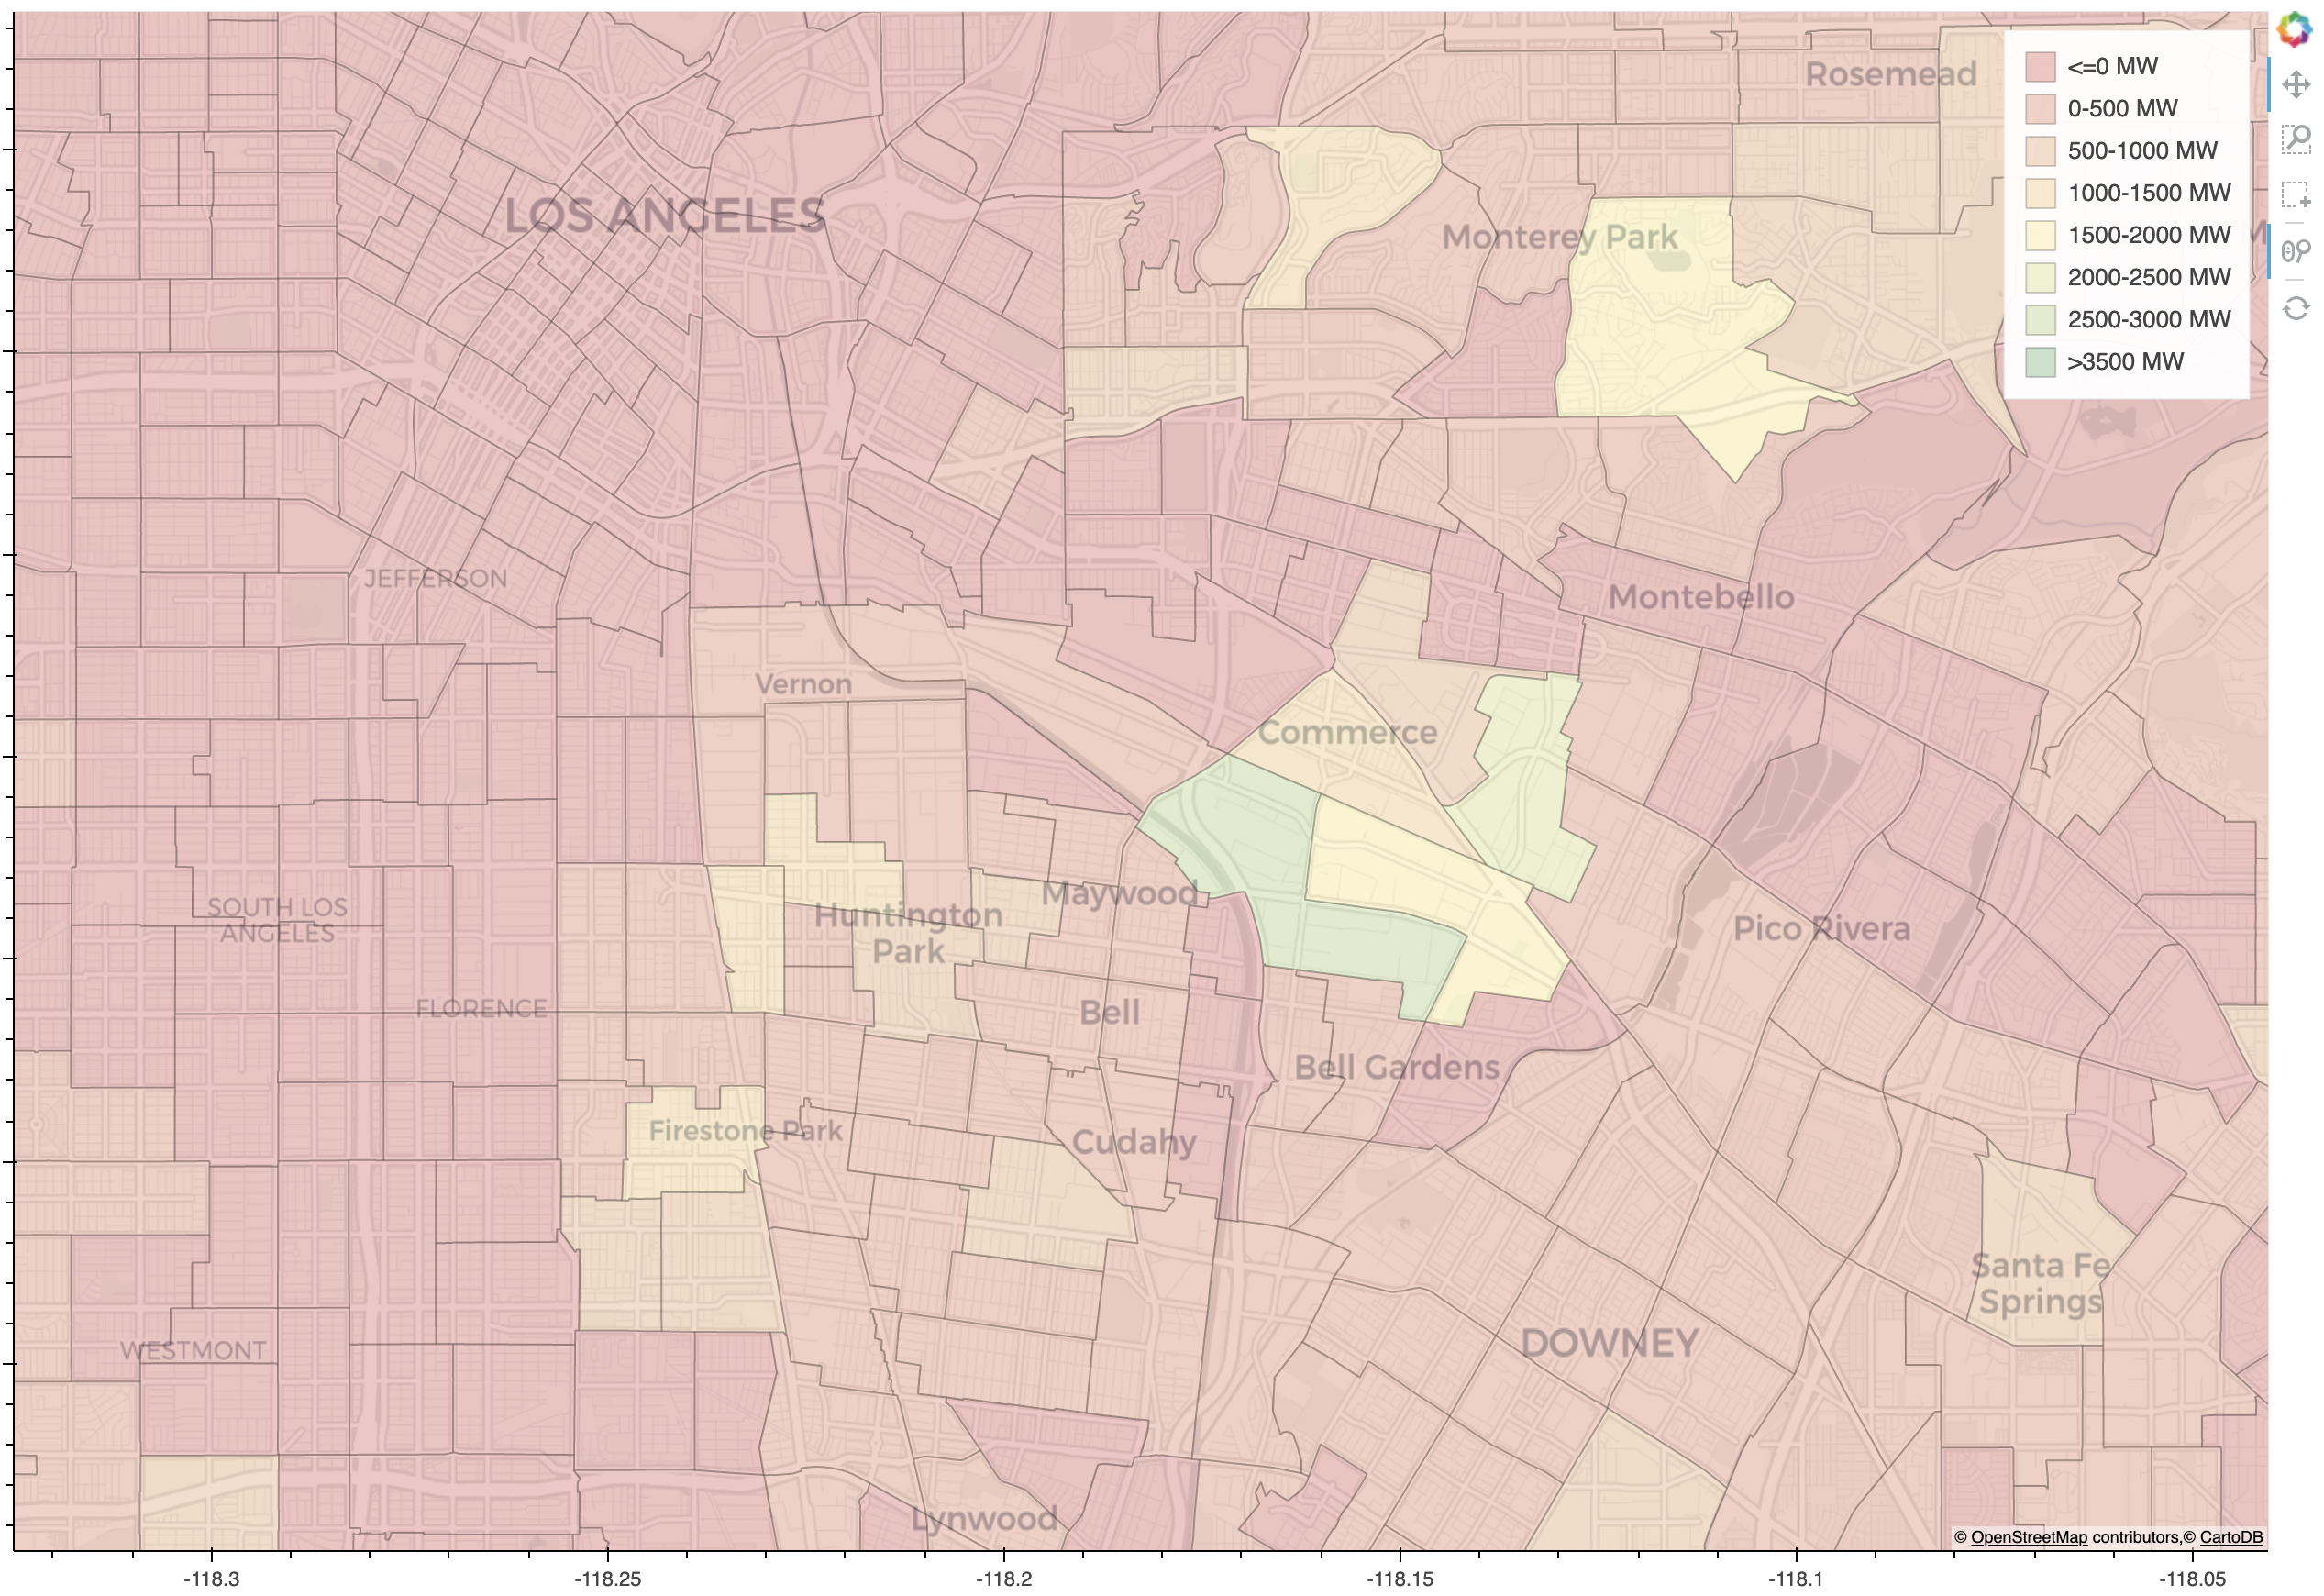 <=0 MW
0-500 MW
500-1000 MW
1000-1500 MW
1500-2000 MW
2000-2500 MW
2500-3000 MW
>3500 MW
Rosemead
LOS ANGELES
Monterey Park
M
JEFFERSON
Montebello
Vernon
Commerce
Maywood
SOUTH LOS
ANGELES
Huntington
Park
Pico Rivera
FLORENCE
Bell
Bell Gardens
Firestone Park
Cudahy
Santa Fe
Springs
WESTMONT
DOWNEY
Lynwood
© OpenStreetMap contributors,© CartoDB
-118.3
-118.25
-118.2
-118.15
-118.1
-118.05